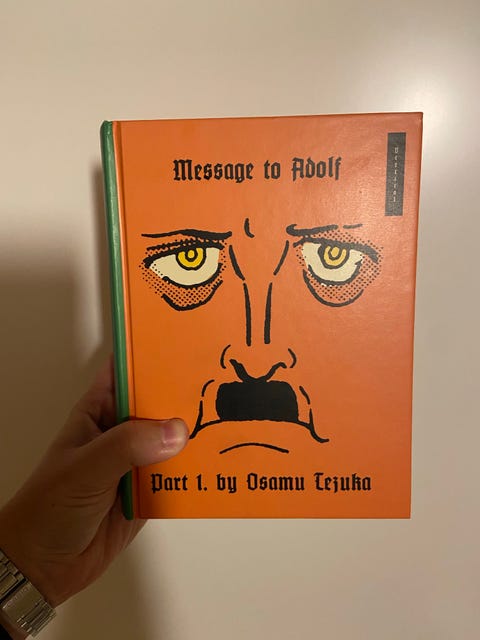 Message to Adolf
Part 1. by Osamu Tezuka